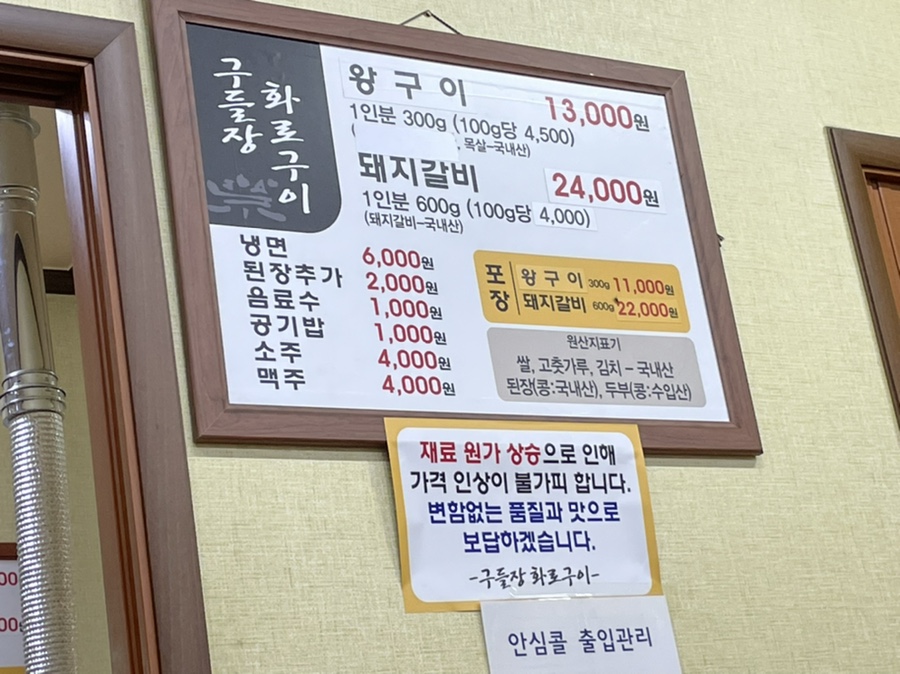 구들장
화로구이
왕구이 13,000원
1인분 300g (100g당 4,500)
( , 목살-국내산)
돼지갈비 24,000원
1인분 600g (100g당 4,000)
(돼지갈비-국내산)
냉면 6,000원
된장추가 2,000원
음료수 1,000원
공기밥 1,000원
소주 4,000원
맥주 4,000원
포장
왕구이 300g 11,000원
돼지갈비 600g 22,000원
원산지표기
쌀, 고춧가루, 김치 - 국내산
된장(콩:국내산), 두부(콩:수입산)
재료 원가 상승으로 인해
가격 인상이 불가피 합니다.
변함없는 품질과 맛으로
보답하겠습니다.
-구들장 화로구이-
안심콜 출입관리